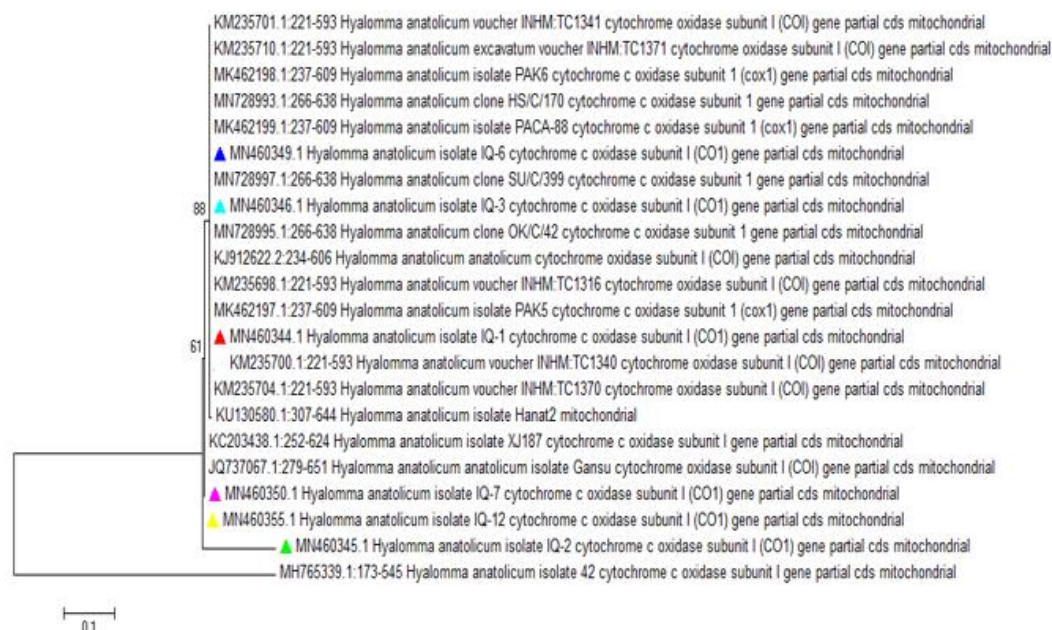 KM235701.1:221-593 Hyalomma anatolicum voucher INHM:TC1341 cytochrome oxidase subunit I (COI) gene partial cds mitochondrial
KM235710.1:221-593 Hyalomma anatolicum excavatum voucher INHM:TC1371 cytochrome oxidase subunit I (COI) gene partial cds mitochondrial
MK462198.1:237-609 Hyalomma anatolicum isolate PAK6 cytochrome c oxidase subunit 1 (cox1) gene partial cds mitochondrial
MN728993.1:266-638 Hyalomma anatolicum clone HS/C/170 cytochrome c oxidase subunit 1 gene partial cds mitochondrial
MK462199.1:237-609 Hyalomma anatolicum isolate PACA-88 cytochrome c oxidase subunit 1 (cox1) gene partial cds mitochondrial
MN460349.1 Hyalomma anatolicum isolate IQ-6 cytochrome c oxidase subunit I (CO1) gene partial cds mitochondrial
MN728997.1:266-638 Hyalomma anatolicum clone SU/C/399 cytochrome c oxidase subunit 1 gene partial cds mitochondrial
88
MN460346.1 Hyalomma anatolicum isolate IQ-3 cytochrome c oxidase subunit I (CO1) gene partial cds mitochondrial
MN728995.1:266-638 Hyalomma anatolicum clone OK/C/42 cytochrome c oxidase subunit 1 gene partial cds mitochondrial
KJ912622.2:234-606 Hyalomma anatolicum anatolicum cytochrome oxidase subunit I (COI) gene partial cds mitochondrial
KM235698.1:221-593 Hyalomma anatolicum voucher INHM:TC1316 cytochrome oxidase subunit I (COI) gene partial cds mitochondrial
MK462197.1:237-609 Hyalomma anatolicum isolate PAK5 cytochrome c oxidase subunit 1 (cox1) gene partial cds mitochondrial
MN460344.1 Hyalomma anatolicum isolate IQ-1 cytochrome c oxidase subunit I (CO1) gene partial cds mitochondrial
61
KM235700.1:221-593 Hyalomma anatolicum voucher INHM:TC1340 cytochrome oxidase subunit I (COI) gene partial cds mitochondrial
KM235704.1:221-593 Hyalomma anatolicum voucher INHM:TC1370 cytochrome oxidase subunit I (COI) gene partial cds mitochondrial
KU130580.1:307-644 Hyalomma anatolicum isolate Hanat2 mitochondrial
KC203438.1:252-624 Hyalomma anatolicum isolate XJ187 cytochrome c oxidase subunit I gene partial cds mitochondrial
JQ737067.1:279-651 Hyalomma anatolicum anatolicum isolate Gansu cytochrome oxidase subunit I (COI) gene partial cds mitochondrial
MN460350.1 Hyalomma anatolicum isolate IQ-7 cytochrome c oxidase subunit I (CO1) gene partial cds mitochondrial
MN460355.1 Hyalomma anatolicum isolate IQ-12 cytochrome c oxidase subunit I (CO1) gene partial cds mitochondrial
MN460345.1 Hyalomma anatolicum isolate IQ-2 cytochrome c oxidase subunit I (CO1) gene partial cds mitochondrial
MH765339.1:173-545 Hyalomma anatolicum isolate 42 cytochrome c oxidase subunit I gene partial cds mitochondrial
0.1